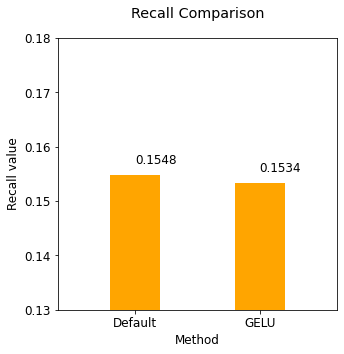 Recall Comparison
0.18
0.17
0.16
0.15
0.14
0.13
Recall value
0.1548
0.1534
Default
GELU
Method